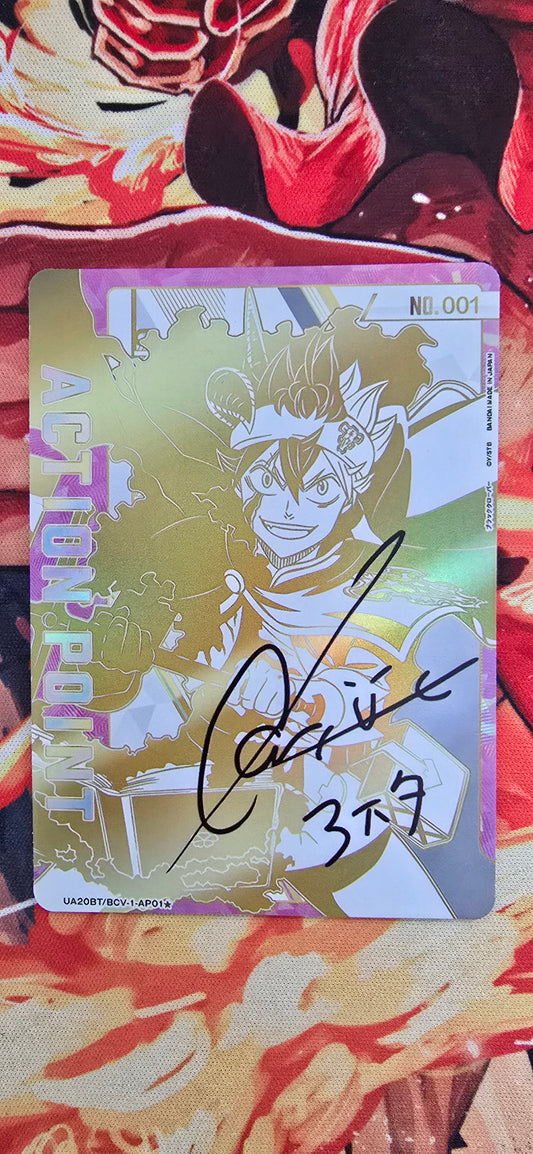 NO. 001
ACTION POINT
ブラッククローバー ©Y/STB BANDAI MADE IN JAPAN
UA20BT/BCV-1-AP01★